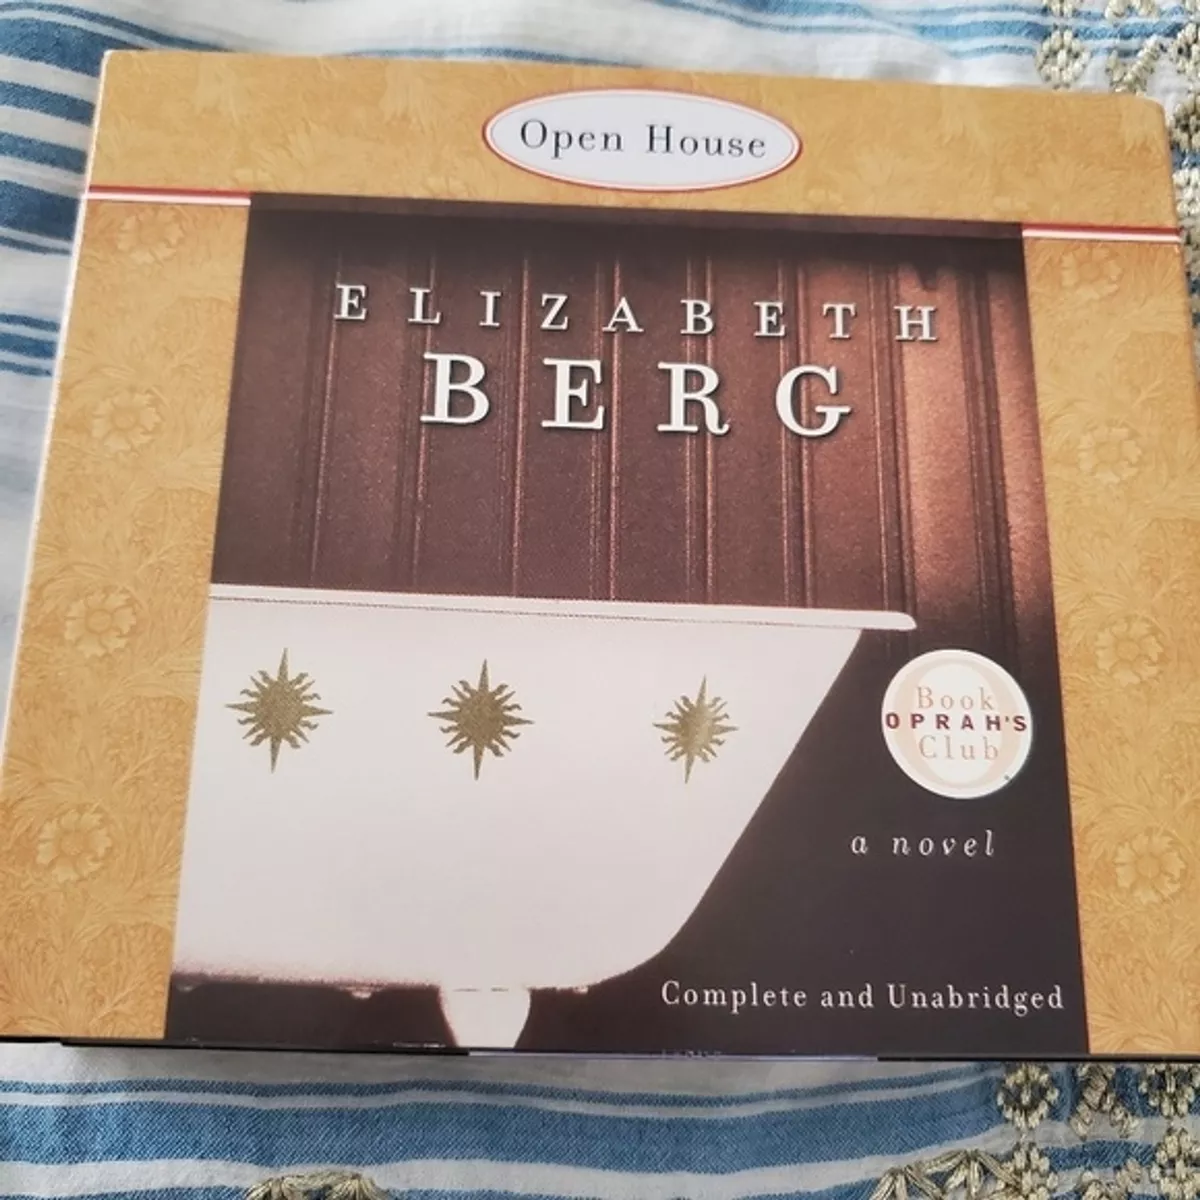 Open House
ELIZABETH
BERG
Book
OPRAH'S
Club
a novel
Complete and Unabridged